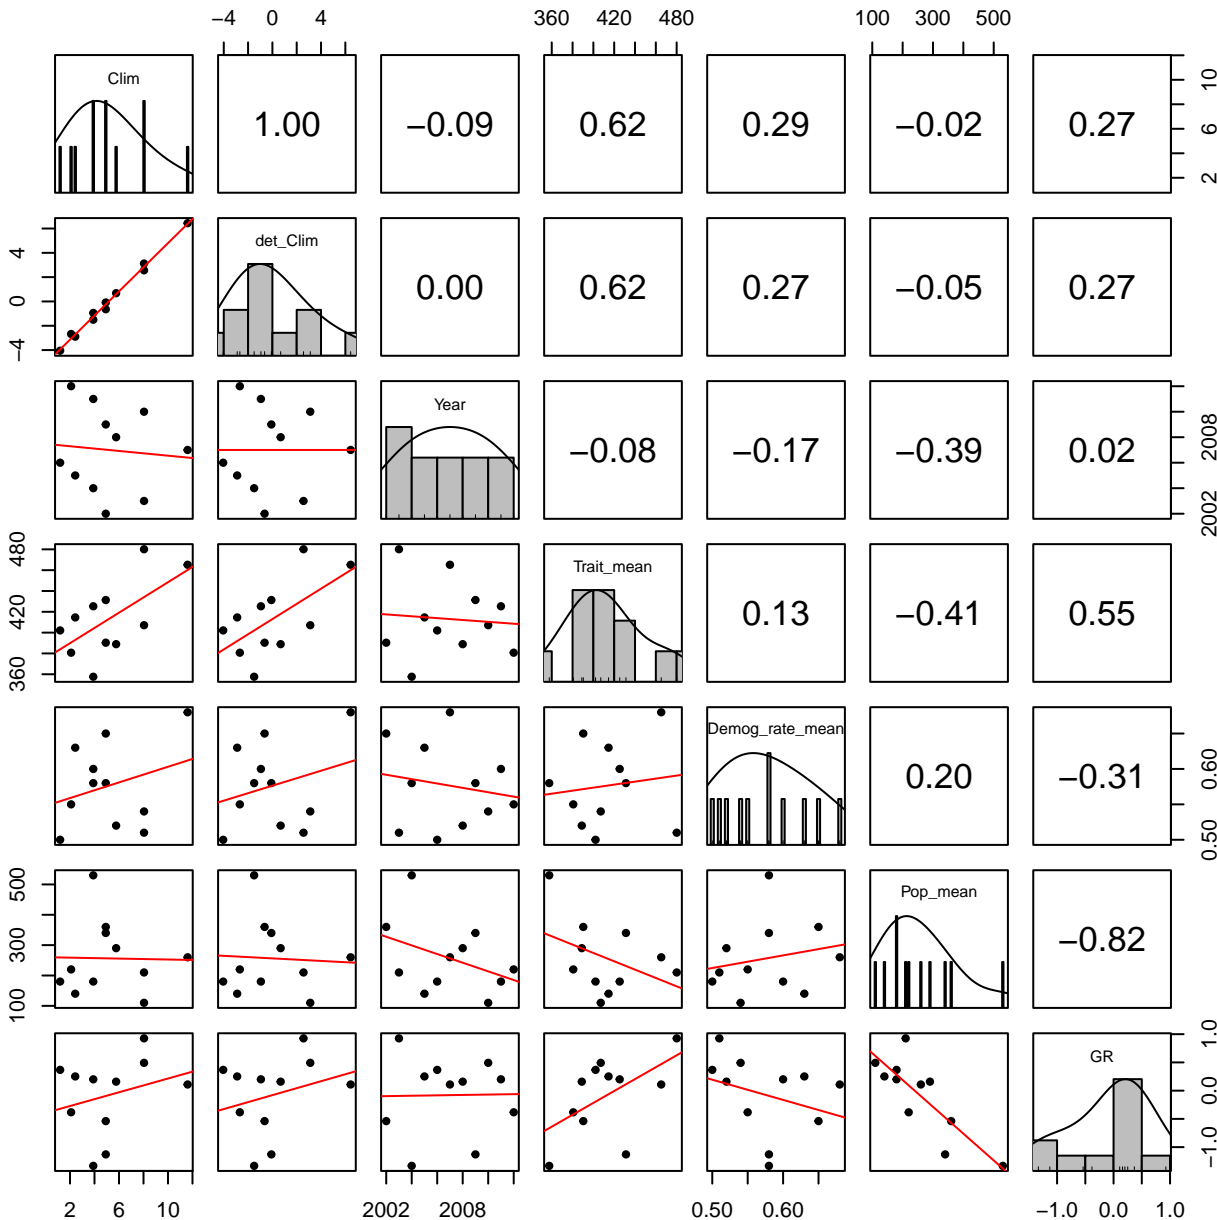 −4 0 4 360 420 480 100 300 500
Clim 1.00 −0.09 0.62 0.29 −0.02 0.27 2 6 10
−4 0 4 det_Clim 0.00 0.62 0.27 −0.05 0.27
Year −0.08 −0.17 −0.39 0.02 2002 2008
360 420 480 Trait_mean 0.13 −0.41 0.55
Demog_rate_mean 0.20 −0.31 0.50 0.60
100 300 500 Pop_mean −0.82
GR −1.0 0.0 1.0
2 6 10 2002 2008 0.50 0.60 −1.0 0.0 1.0